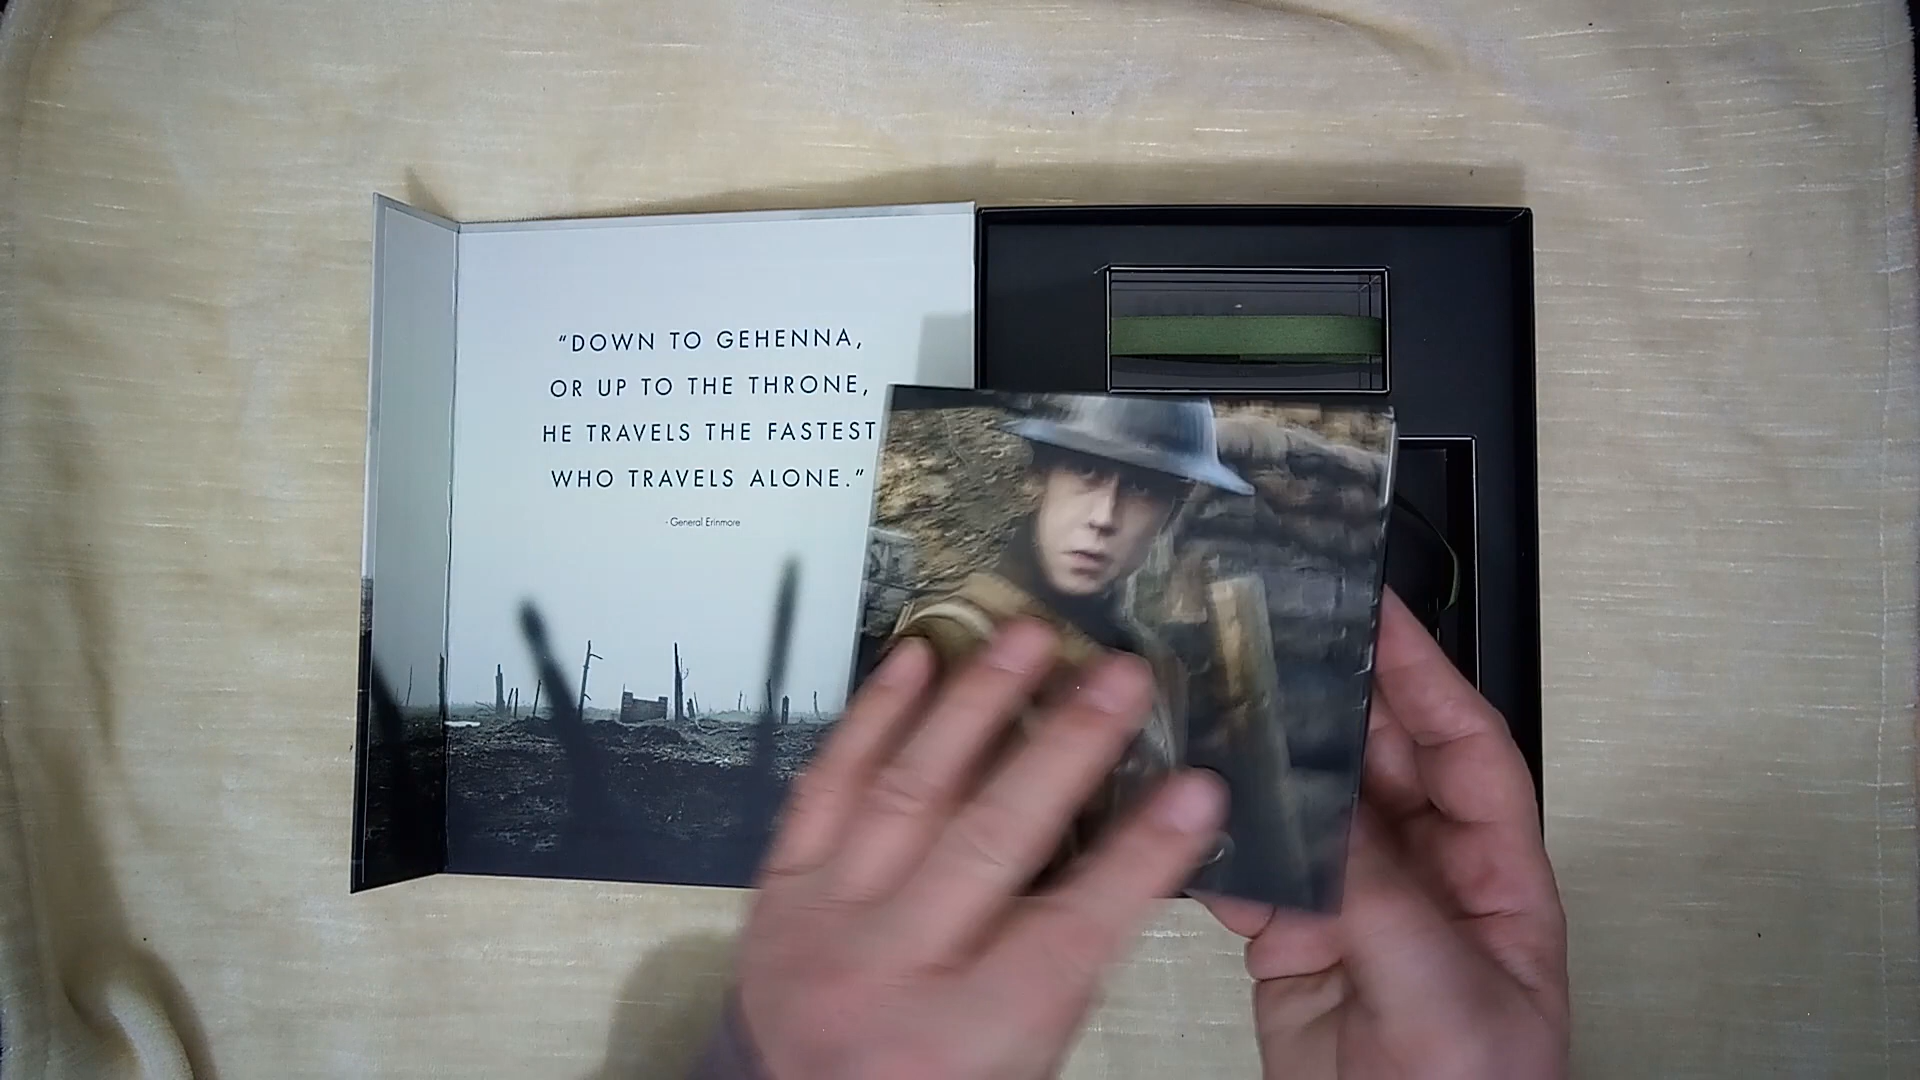 “DOWN TO GEHENNA,
OR UP TO THE THRONE,
HE TRAVELS THE FASTEST
WHO TRAVELS ALONE.”
- General Erinmore